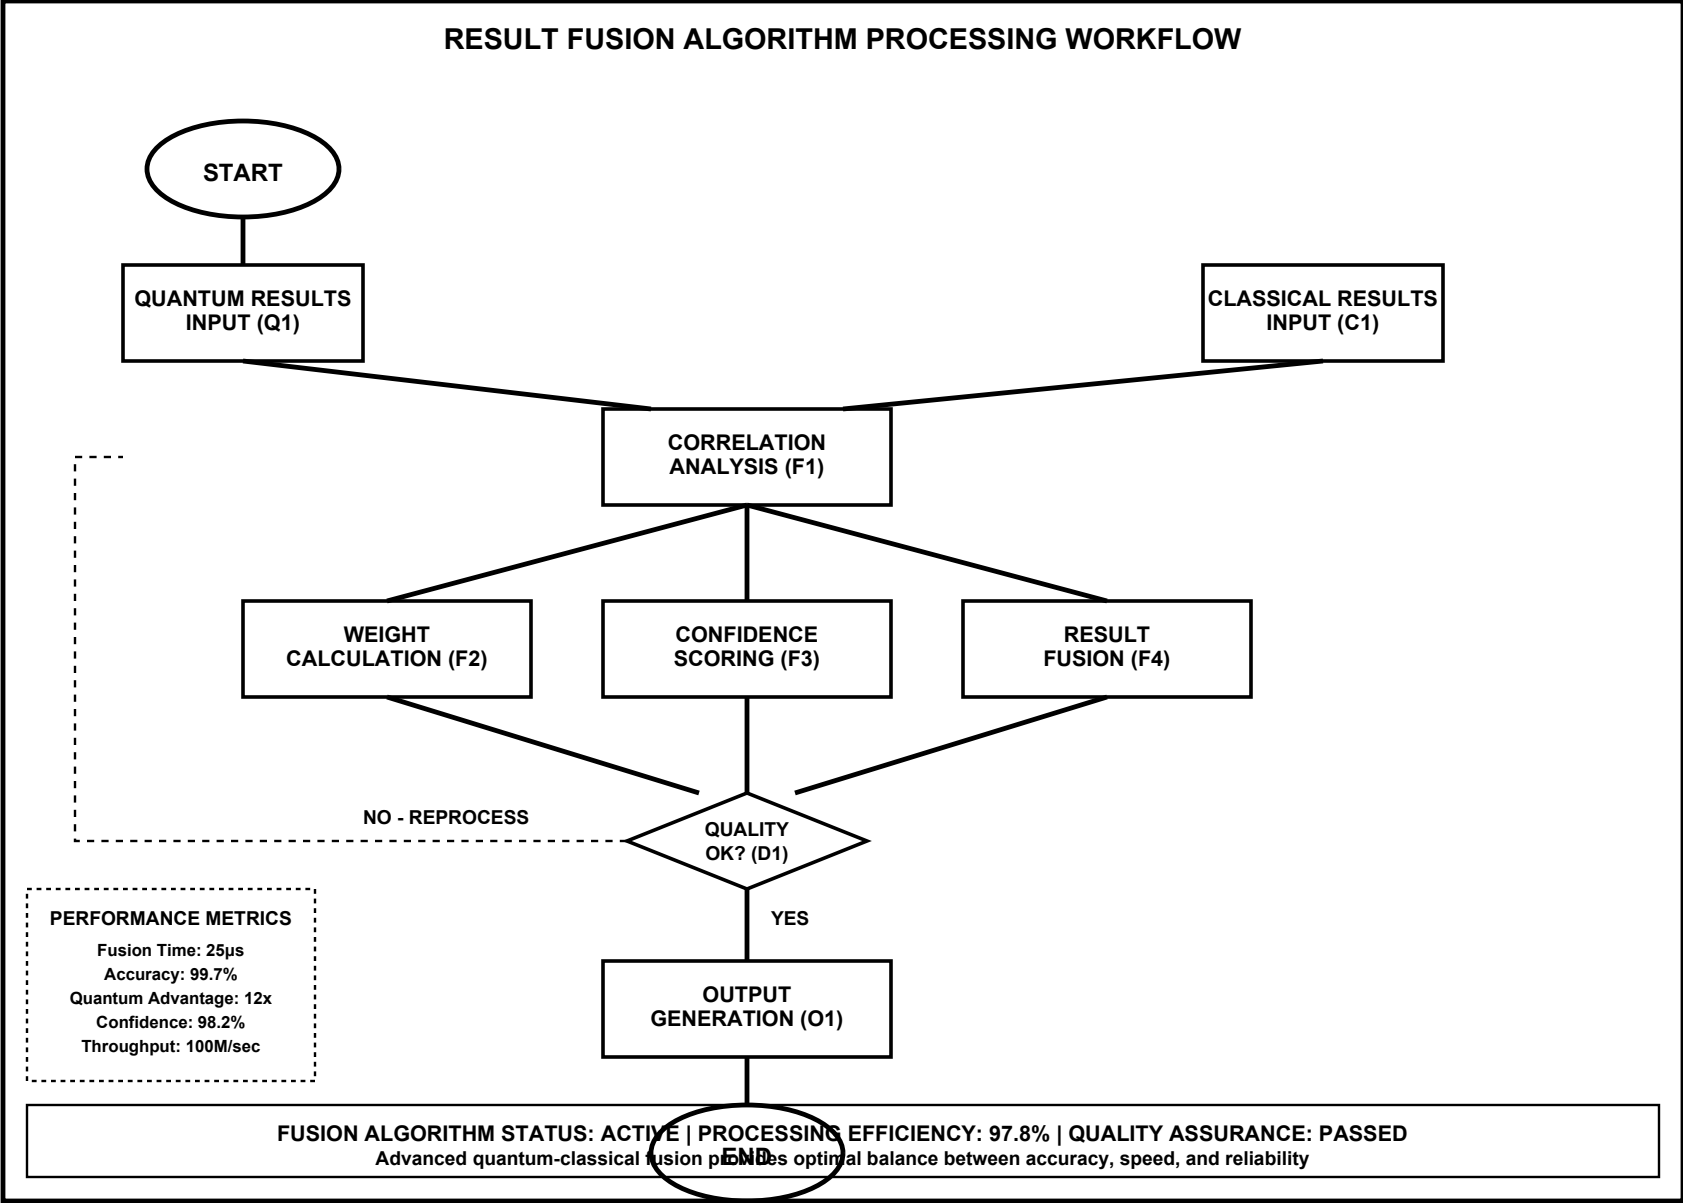 RESULT FUSION ALGORITHM PROCESSING WORKFLOW
START
QUANTUM RESULTS
INPUT (Q1)
CLASSICAL RESULTS
INPUT (C1)
CORRELATION
ANALYSIS (F1)
WEIGHT
CALCULATION (F2)
CONFIDENCE
SCORING (F3)
RESULT
FUSION (F4)
NO - REPROCESS
QUALITY
OK? (D1)
YES
PERFORMANCE METRICS
Fusion Time: 25μs
Accuracy: 99.7%
Quantum Advantage: 12x
Confidence: 98.2%
Throughput: 100M/sec
OUTPUT
GENERATION (O1)
FUSION ALGORITHM STATUS: ACTIVE | PROCESSING EFFICIENCY: 97.8% | QUALITY ASSURANCE: PASSED
Advanced quantum-classical fusion provides optimal balance between accuracy, speed, and reliability
END